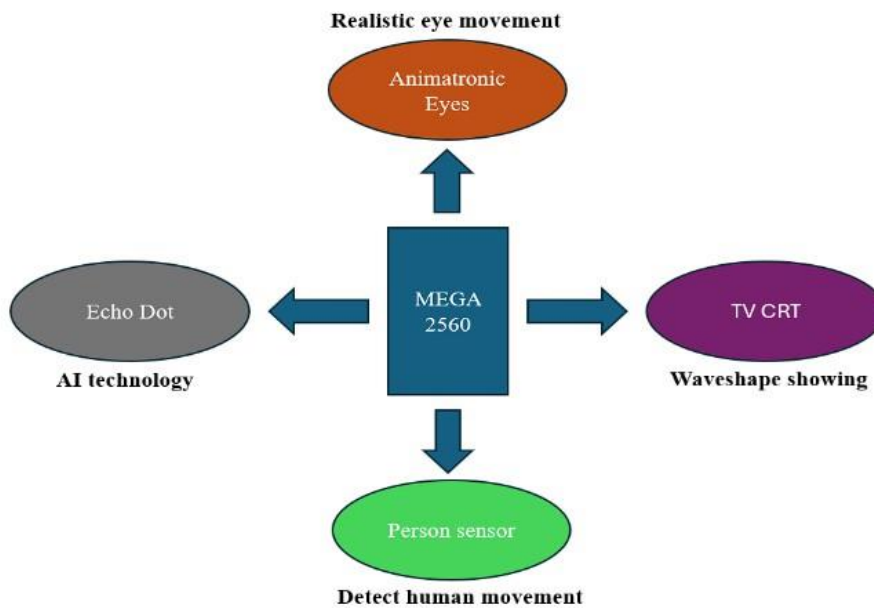 Realistic eye movement
Animatronic
Eyes
Echo Dot
AI technology
MEGA
2560
TV CRT
Waveshape showing
Person sensor
Detect human movement